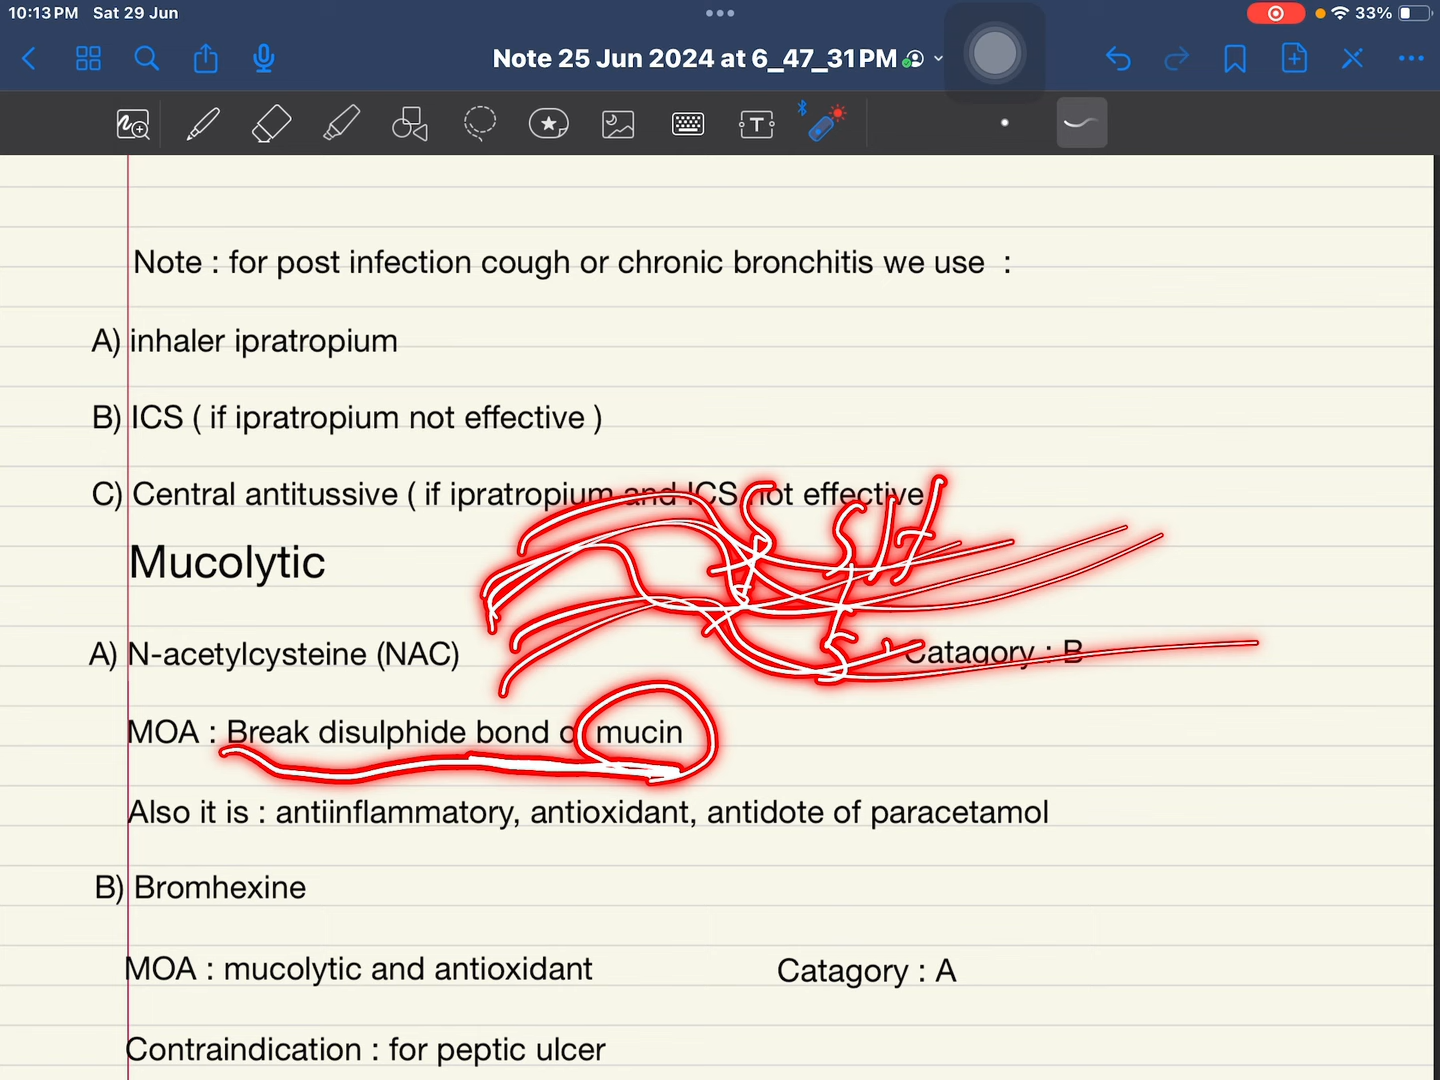 10:13 PM Sat 29 Jun
33%
Note 25 Jun 2024 at 6_47_31 PM
T
Note : for post infection cough or chronic bronchitis we use :
A) inhaler ipratropium
B) ICS ( if ipratropium not effective )
C) Central antitussive ( if ipratropium and ICS not effective
Mucolytic
A) N-acetylcysteine (NAC) Catagory : B
MOA : Break disulphide bond mucin
Also it is : antiinflammatory, antioxidant, antidote of paracetamol
B) Bromhexine
MOA : mucolytic and antioxidant Catagory : A
Contraindication : for peptic ulcer